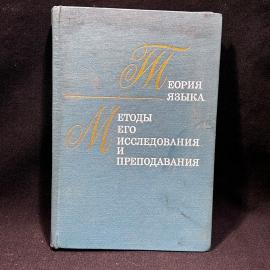 Теория
языка.
Методы
его
исследования
и
преподавания